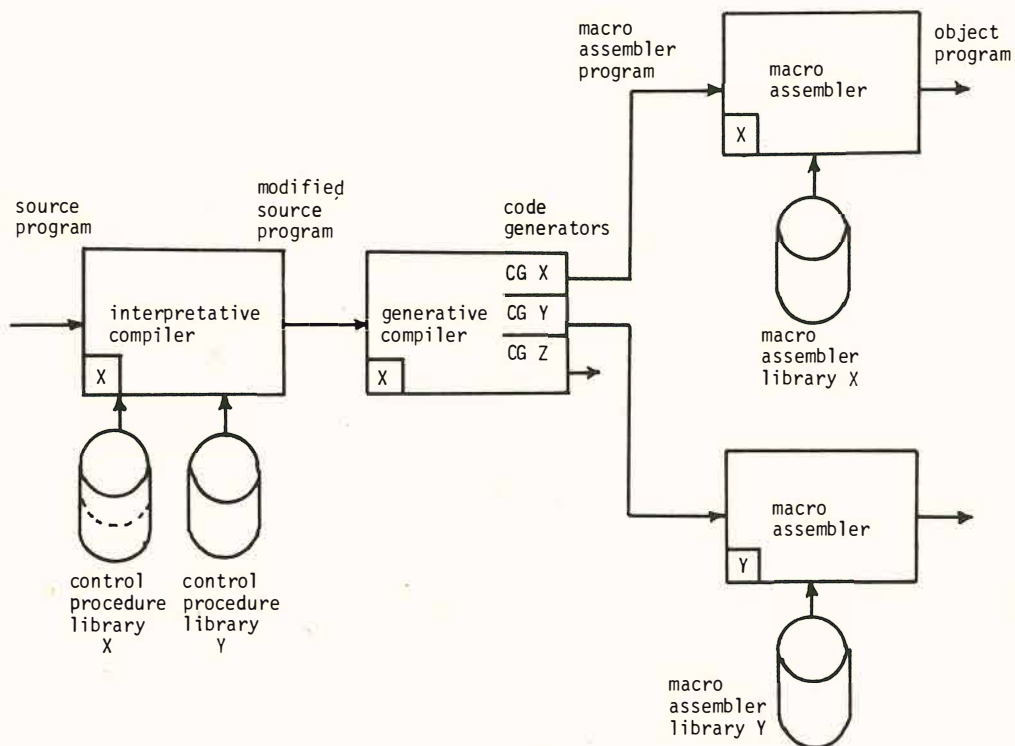 macro
assembler
program
object
program
macro
assembler
X
macro
assembler
library X
source
program
modified
source
program
code
generators
interpretative
compiler
X
generative
compiler
X
CG X
CG Y
CG Z
control
procedure
library
X
control
procedure
library
Y
macro
assembler
Y
macro
assembler
library Y